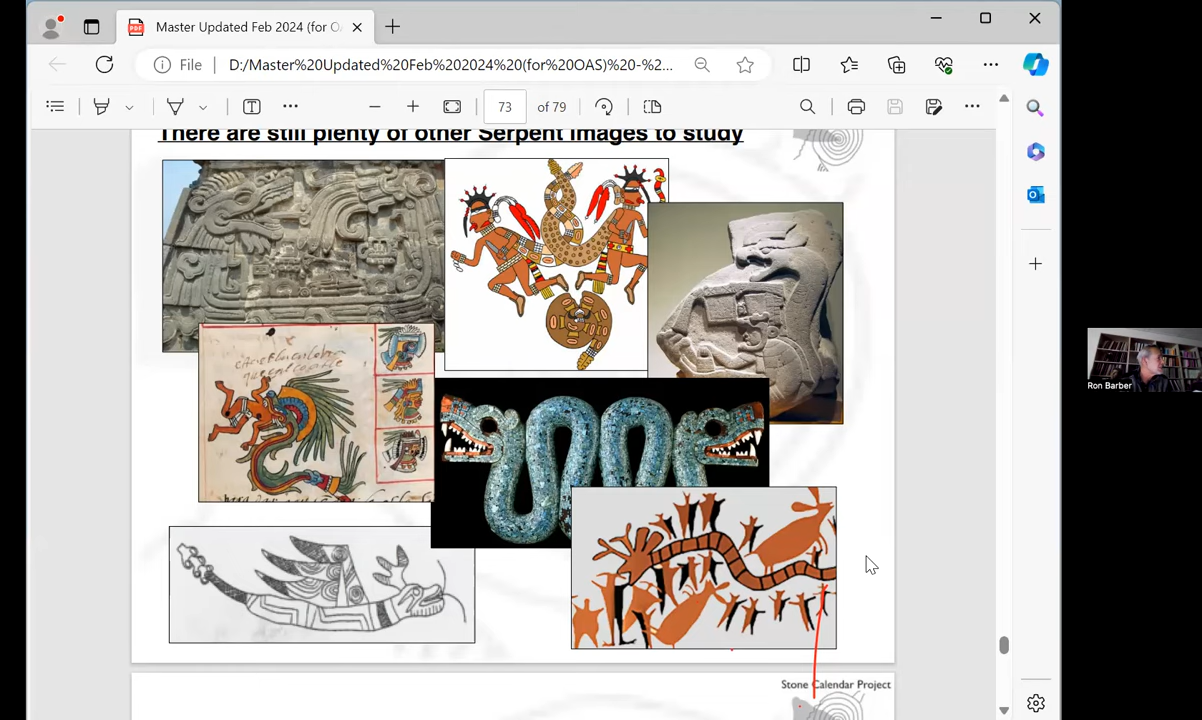 Master Updated Feb 2024 (for O
File
D:/Master%20Updated%20Feb%202024%20(for%20OAS)%20-%2...
73 of 79
There are still plenty of other Serpent images to study
Ron Barber
Stone Calendar Project